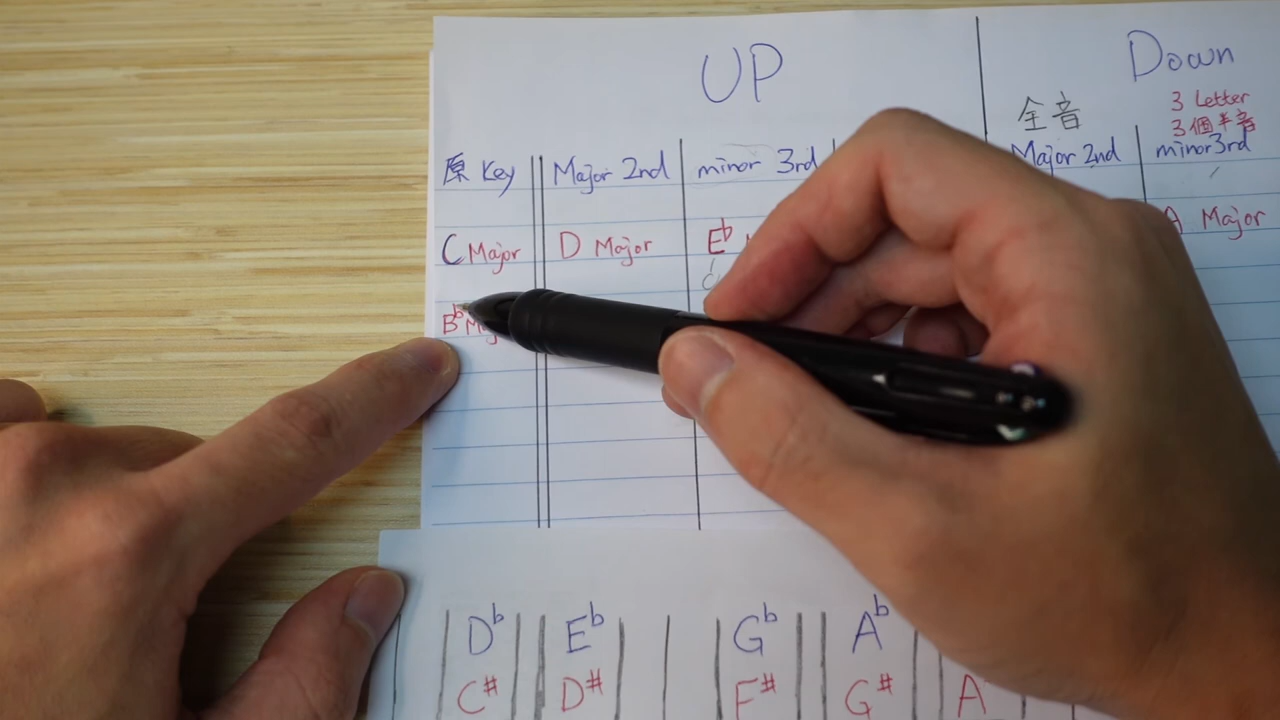 UP
Down
全音
3 Letter
3個半音
原 Key
Major 2nd
minor 3rd
Major 2nd
minor3rd
C Major
D Major
E♭
A Major
B♭
D♭
E♭
G♭
A♭
C#
D#
F#
G#
A